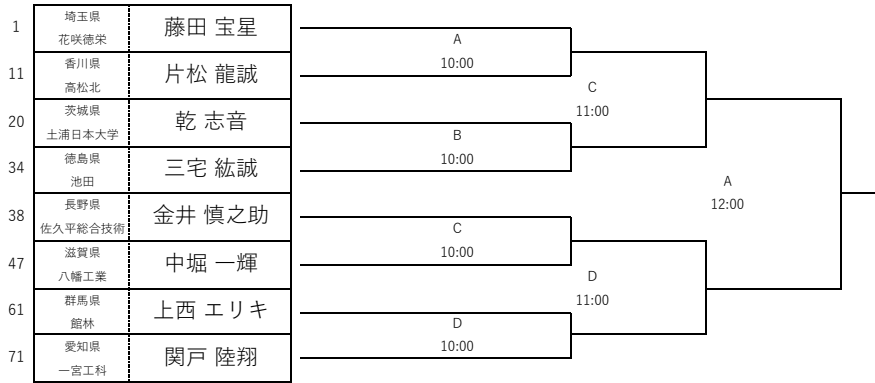 1 埼玉県 花咲徳栄 藤田 宝星
11 香川県 高松北 片松 龍誠
20 茨城県 土浦日本大学 乾 志音
34 徳島県 池田 三宅 紘誠
38 長野県 佐久平総合技術 金井 慎之助
47 滋賀県 八幡工業 中堀 一輝
61 群馬県 館林 上西 エリキ
71 愛知県 一宮工科 関戸 陸翔
A
10:00
B
10:00
C
10:00
D
10:00
C
11:00
D
11:00
A
12:00